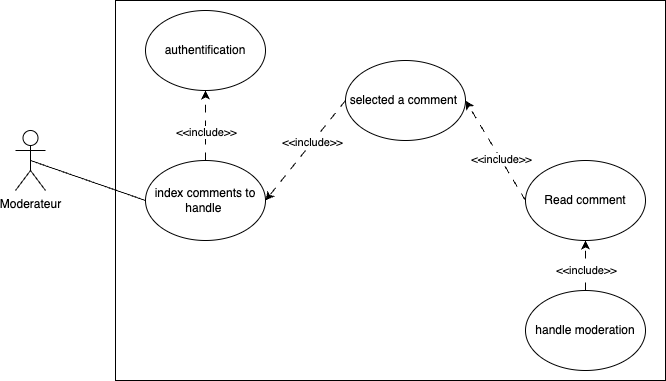 authentification
selected a comment
<<include>>
<<include>>
<<include>>
index comments to
handle
Read comment
Moderateur
<<include>>
handle moderation